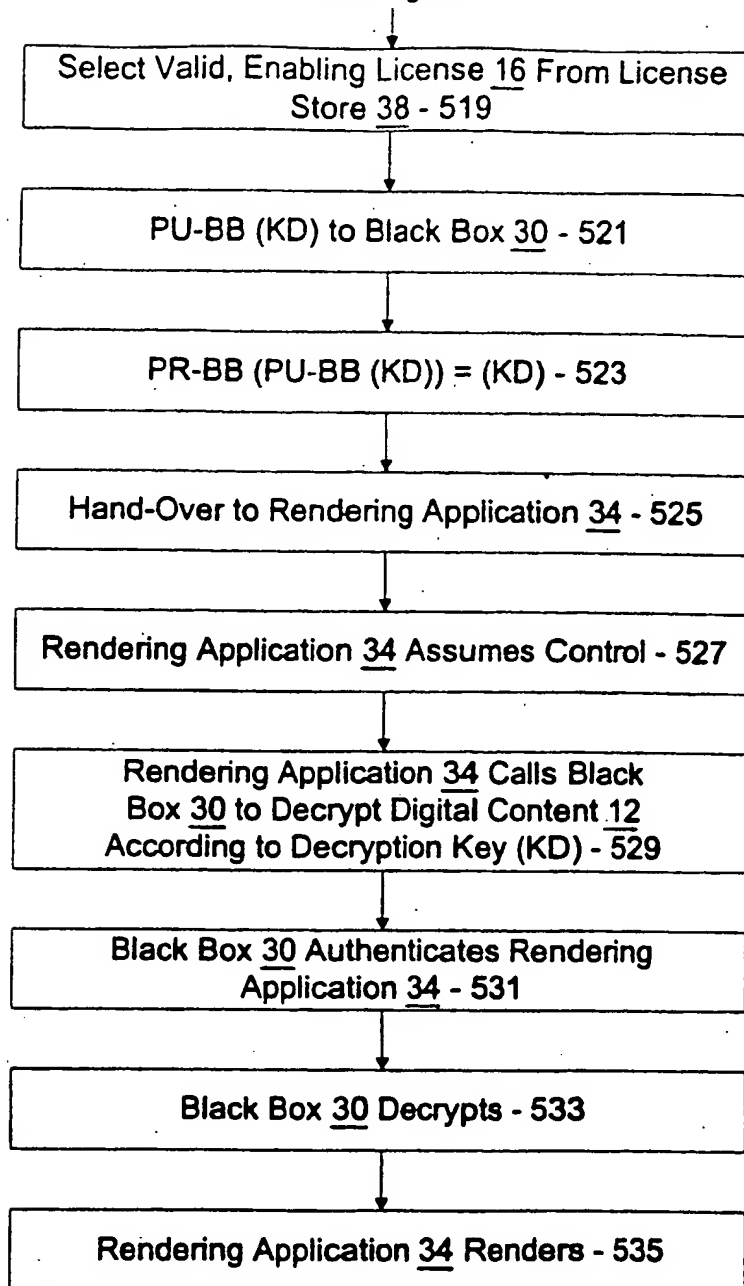 Select Valid, Enabling License 16 From License
Store 38 - 519
PU-BB (KD) to Black Box 30 - 521
PR-BB (PU-BB (KD)) = (KD) - 523
Hand-Over to Rendering Application 34 - 525
Rendering Application 34 Assumes Control - 527
Rendering Application 34 Calls Black
Box 30 to Decrypt Digital Content 12
According to Decryption Key (KD) - 529
Black Box 30 Authenticates Rendering
Application 34 - 531
Black Box 30 Decrypts - 533
Rendering Application 34 Renders - 535